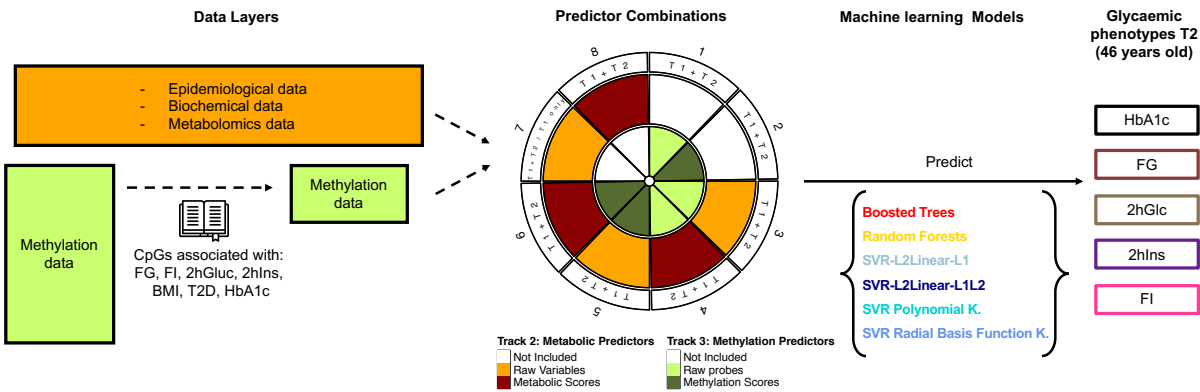 Data Layers
Predictor Combinations
Machine learning Models
Glycaemic
phenotypes T2
(46 years old)
- Epidemiological data
- Biochemical data
- Metabolomics data
Methylation
data
Methylation
data
CpGs associated with:
FG, FI, 2hGluc, 2hIns,
BMI, T2D, HbA1c
1
T1+T2
2
T1+T2
3
T1+T2
4
T1+T2
5
T1+T2
6
T1+T2
7
T1+T2 / T1 only
8
T1+T2
Track 2: Metabolic Predictors
Not Included
Raw Variables
Metabolic Scores
Track 3: Methylation Predictors
Not Included
Raw probes
Methylation Scores
Predict
Boosted Trees
Random Forests
SVR-L2Linear-L1
SVR-L2Linear-L1L2
SVR Polynomial K.
SVR Radial Basis Function K.
HbA1c
FG
2hGlc
2hIns
FI